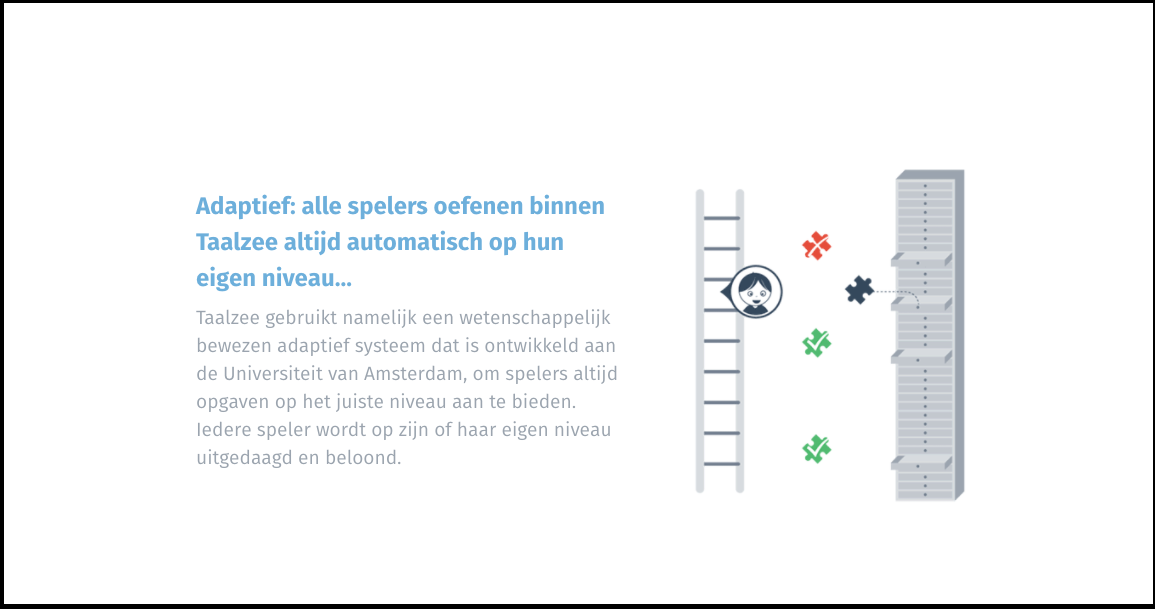 Adaptief: alle spelers oefenen binnen
Taalzee altijd automatisch op hun
eigen niveau...
Taalzee gebruikt namelijk een wetenschappelijk
bewezen adaptief systeem dat is ontwikkeld aan
de Universiteit van Amsterdam, om spelers altijd
opgaven op het juiste niveau aan te bieden.
Iedere speler wordt op zijn of haar eigen niveau
uitgedaagd en beloond.